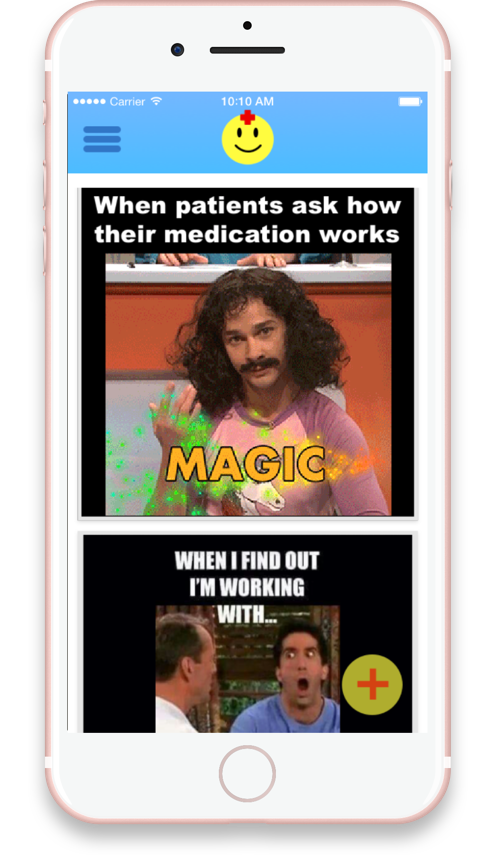 Carrier
10:10 AM
When patients ask how
their medication works
MAGIC
WHEN I FIND OUT
I'M WORKING
WITH...